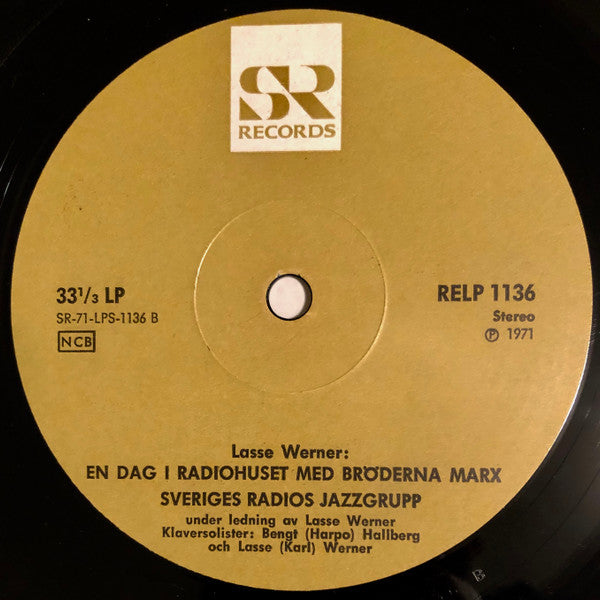 SR
RECORDS
33¹/₃ LP
SR-71-LPS-1136 B
NCB
RELP 1136
Stereo
℗ 1971
Lasse Werner:
EN DAG I RADIOHUSET MED BRÖDERNA MARX
SVERIGES RADIOS JAZZGRUPP
under ledning av Lasse Werner
Klaversolister: Bengt (Harpo) Hallberg
och Lasse (Karl) Werner